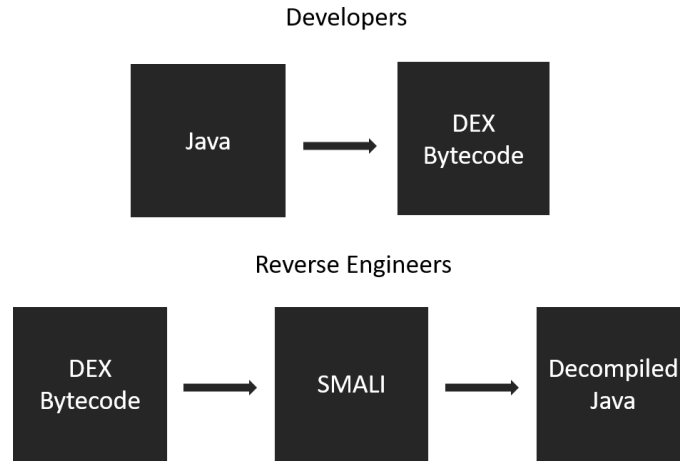 Developers
Java
DEX
Bytecode
Reverse Engineers
DEX
Bytecode
SMALI
Decompiled
Java